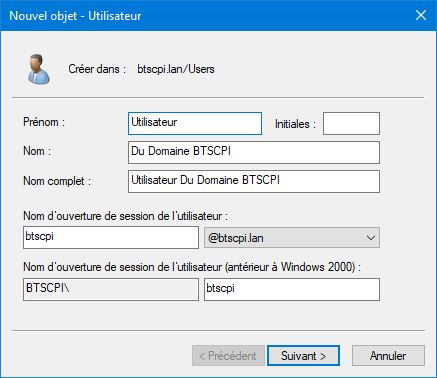 Nouvel objet - Utilisateur
Créer dans : btscpi.lan/Users
Prénom : Utilisateur Initiales :
Nom : Du Domaine BTSCPI
Nom complet : Utilisateur Du Domaine BTSCPI
Nom d'ouverture de session de l'utilisateur :
btscpi @btscpi.lan
Nom d'ouverture de session de l'utilisateur (antérieur à Windows 2000) :
BTSCPI\ btscpi
< Précédent Suivant > Annuler